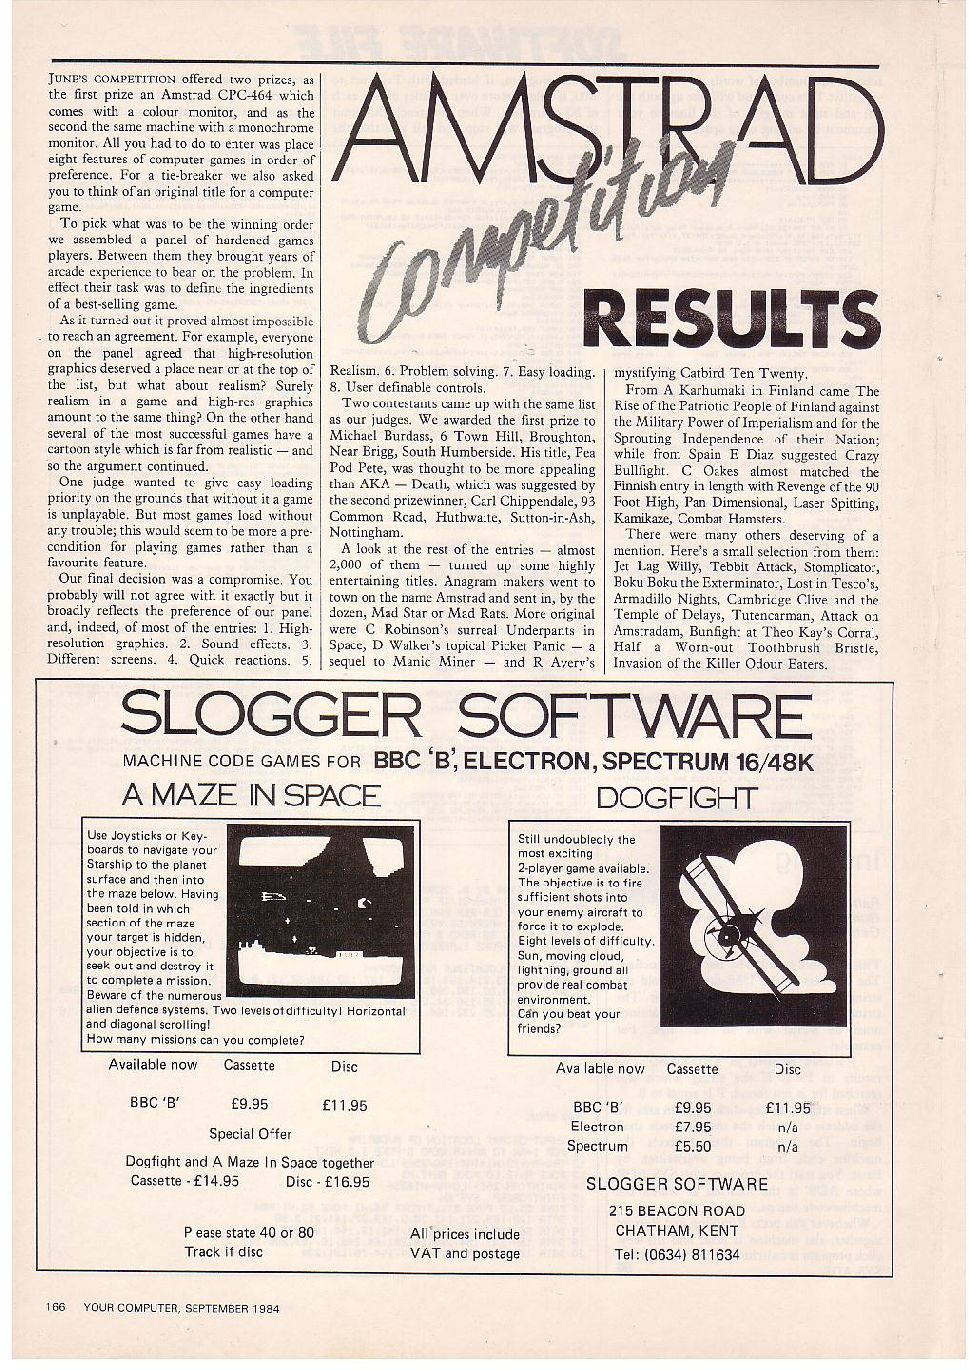 JUNE'S COMPETITION offered two prizes, as
the first prize an Amstrad CPC-464 which
comes with a colour monitor, and as the
second the same machine with a monochrome
monitor. All you had to do to enter was place
eight features of computer games in order of
preference. For a tie-breaker we also asked
you to think of an original title for a computer
game.
To pick what was to be the winning order
we assembled a panel of hardened games
players. Between them they brought years of
arcade experience to bear on the problem. In
effect their task was to define the ingredients
of a best-selling game.
As it turned out it proved almost impossible
to reach an agreement. For example, everyone
on the panel agreed that high-resolution
graphics deserved a place near or at the top of
the list, but what about realism? Surely
realism in a game and high-res graphics
amount to the same thing? On the other hand
several of the most successful games have a
cartoon style which is far from realistic — and
so the argument continued.
One judge wanted to give easy loading
priority on the grounds that without it a game
is unplayable. But most games load without
any trouble; this would seem to be more a pre-
condition for playing games rather than a
favourite feature.
Our final decision was a compromise. You
probably will not agree with it exactly but it
broadly reflects the preference of our panel
and, indeed, of most of the entries: 1. High-
resolution graphics. 2. Sound effects. 3.
Different screens. 4. Quick reactions. 5.
AMSTRAD
Competition
RESULTS
Realism. 6. Problem solving. 7. Easy loading.
8. User definable controls.
Two contestants came up with the same list
as our judges. We awarded the first prize to
Michael Burdass, 6 Town Hill, Broughton,
Near Brigg, South Humberside. His title, Pea
Pod Pete, was thought to be more appealing
than AKA — Death, which was suggested by
the second prizewinner, Carl Chippendale, 93
Common Road, Huthwaite, Sutton-in-Ash,
Nottingham.
A look at the rest of the entries — almost
2,000 of them — turned up some highly
entertaining titles. Anagram makers went to
town on the name Amstrad and sent in, by the
dozen, Mad Star or Mad Rats. More original
were C Robinson's surreal Underpants in
Space, D Walker's topical Picket Panic — a
sequel to Manic Miner — and R Avery's
mystifying Catbird Ten Twenty.
From A Karhumaki in Finland came The
Rise of the Patriotic People of Finland against
the Military Power of Imperialism and for the
Sprouting Independence of their Nation;
while from Spain E Diaz suggested Crazy
Bullfight. C Oakes almost matched the
Finnish entry in length with Revenge of the 90
Foot High, Pan Dimensional, Laser Spitting,
Kamikaze, Combat Hamsters.
There were many others deserving of a
mention. Here's a small selection from them:
Jet Lag Willy, Tebbit Attack, Stomplicator,
Boku Boku the Exterminator, Lost in Tesco's,
Armadillo Nights, Cambridge Clive and the
Temple of Delays, Tutencarman, Attack on
Amstradam, Bunfight at Theo Kay's Corral,
Half a Worn-out Toothbrush Bristle,
Invasion of the Killer Odour Eaters.
SLOGGER SOFTWARE
MACHINE CODE GAMES FOR BBC 'B', ELECTRON, SPECTRUM 16/48K
A MAZE IN SPACE
Use Joysticks or Key-
boards to navigate your
Starship to the planet
surface and then into
the maze below. Having
been told in which
section of the maze
your target is hidden,
your objective is to
seek out and destroy it
to complete a mission.
Beware of the numerous
alien defence systems. Two levels of difficulty! Horizontal
and diagonal scrolling!
How many missions can you complete?
Available now Cassette Disc
BBC 'B' £9.95 £11.95
Special Offer
Dogfight and A Maze In Space together
Cassette - £14.95 Disc - £16.95
Please state 40 or 80
Track if disc
All prices include
VAT and postege
DOGFIGHT
Still undoubtedly the
most exciting
2-player game available.
The objective is to fire
sufficient shots into
your enemy aircraft to
force it to explode.
Eight levels of difficulty.
Sun, moving cloud,
lightning, ground all
provide real combat
environment.
Can you beat your
friends?
Available now Cassette Disc
BBC 'B' £9.95 £11.95
Electron £7.95 n/a
Spectrum £5.50 n/a
SLOGGER SOFTWARE
215 BEACON ROAD
CHATHAM, KENT
Tel: (0634) 811634
166 YOUR COMPUTER, SEPTEMBER 1984